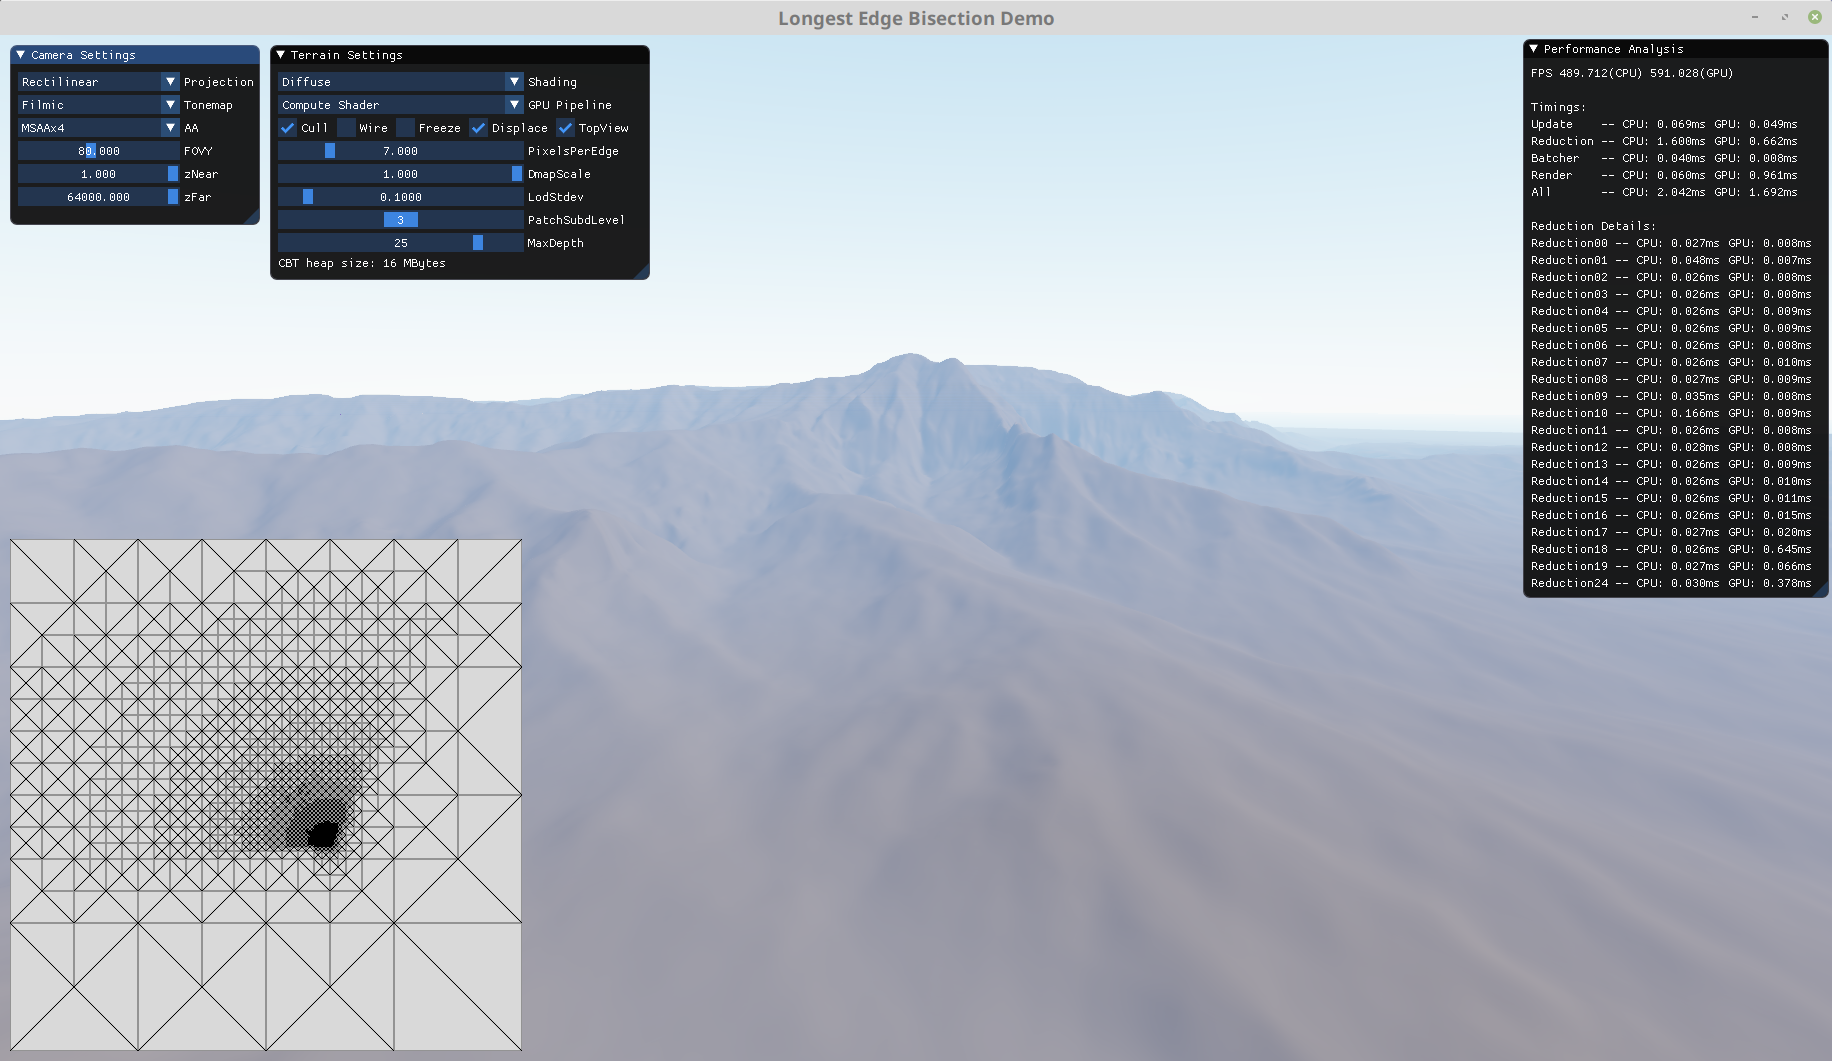 Longest Edge Bisection Demo
Camera Settings
Rectilinear Projection
Filmic Tonemap
MSAAx4 AA
80.000 FOVY
1.000 zNear
64000.000 zFar
Terrain Settings
Diffuse Shading
Compute Shader GPU Pipeline
Cull Wire Freeze Displace TopView
7.000 PixelsPerEdge
1.000 DmapScale
0.1000 LodStdev
3 PatchSubdLevel
25 MaxDepth
CBT heap size: 16 MBytes
Performance Analysis
FPS 489.712(CPU) 591.028(GPU)
Timings:
Update -- CPU: 0.069ms GPU: 0.049ms
Reduction -- CPU: 1.600ms GPU: 0.662ms
Batcher -- CPU: 0.040ms GPU: 0.008ms
Render -- CPU: 0.060ms GPU: 0.961ms
All -- CPU: 2.042ms GPU: 1.692ms
Reduction Details:
Reduction00 -- CPU: 0.027ms GPU: 0.008ms
Reduction01 -- CPU: 0.048ms GPU: 0.007ms
Reduction02 -- CPU: 0.026ms GPU: 0.008ms
Reduction03 -- CPU: 0.026ms GPU: 0.008ms
Reduction04 -- CPU: 0.026ms GPU: 0.009ms
Reduction05 -- CPU: 0.026ms GPU: 0.009ms
Reduction06 -- CPU: 0.026ms GPU: 0.008ms
Reduction07 -- CPU: 0.026ms GPU: 0.010ms
Reduction08 -- CPU: 0.027ms GPU: 0.009ms
Reduction09 -- CPU: 0.035ms GPU: 0.008ms
Reduction10 -- CPU: 0.166ms GPU: 0.009ms
Reduction11 -- CPU: 0.026ms GPU: 0.008ms
Reduction12 -- CPU: 0.028ms GPU: 0.008ms
Reduction13 -- CPU: 0.026ms GPU: 0.009ms
Reduction14 -- CPU: 0.026ms GPU: 0.010ms
Reduction15 -- CPU: 0.026ms GPU: 0.011ms
Reduction16 -- CPU: 0.026ms GPU: 0.015ms
Reduction17 -- CPU: 0.027ms GPU: 0.020ms
Reduction18 -- CPU: 0.026ms GPU: 0.645ms
Reduction19 -- CPU: 0.027ms GPU: 0.066ms
Reduction24 -- CPU: 0.030ms GPU: 0.378ms